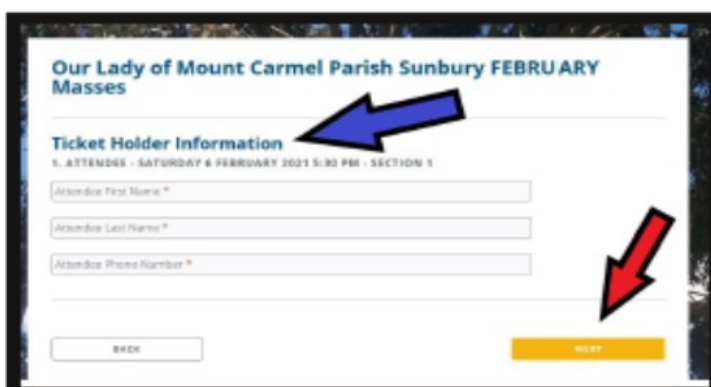 Our Lady of Mount Carmel Parish Sunbury FEBRUARY
Masses
Ticket Holder Information
1. ATTENDEE - SATURDAY 6 FEBRUARY 2021 5:30 PM - SECTION 1
Attendee First Name *
Attendee Last Name *
Attendee Phone Number *
BACK
NEXT